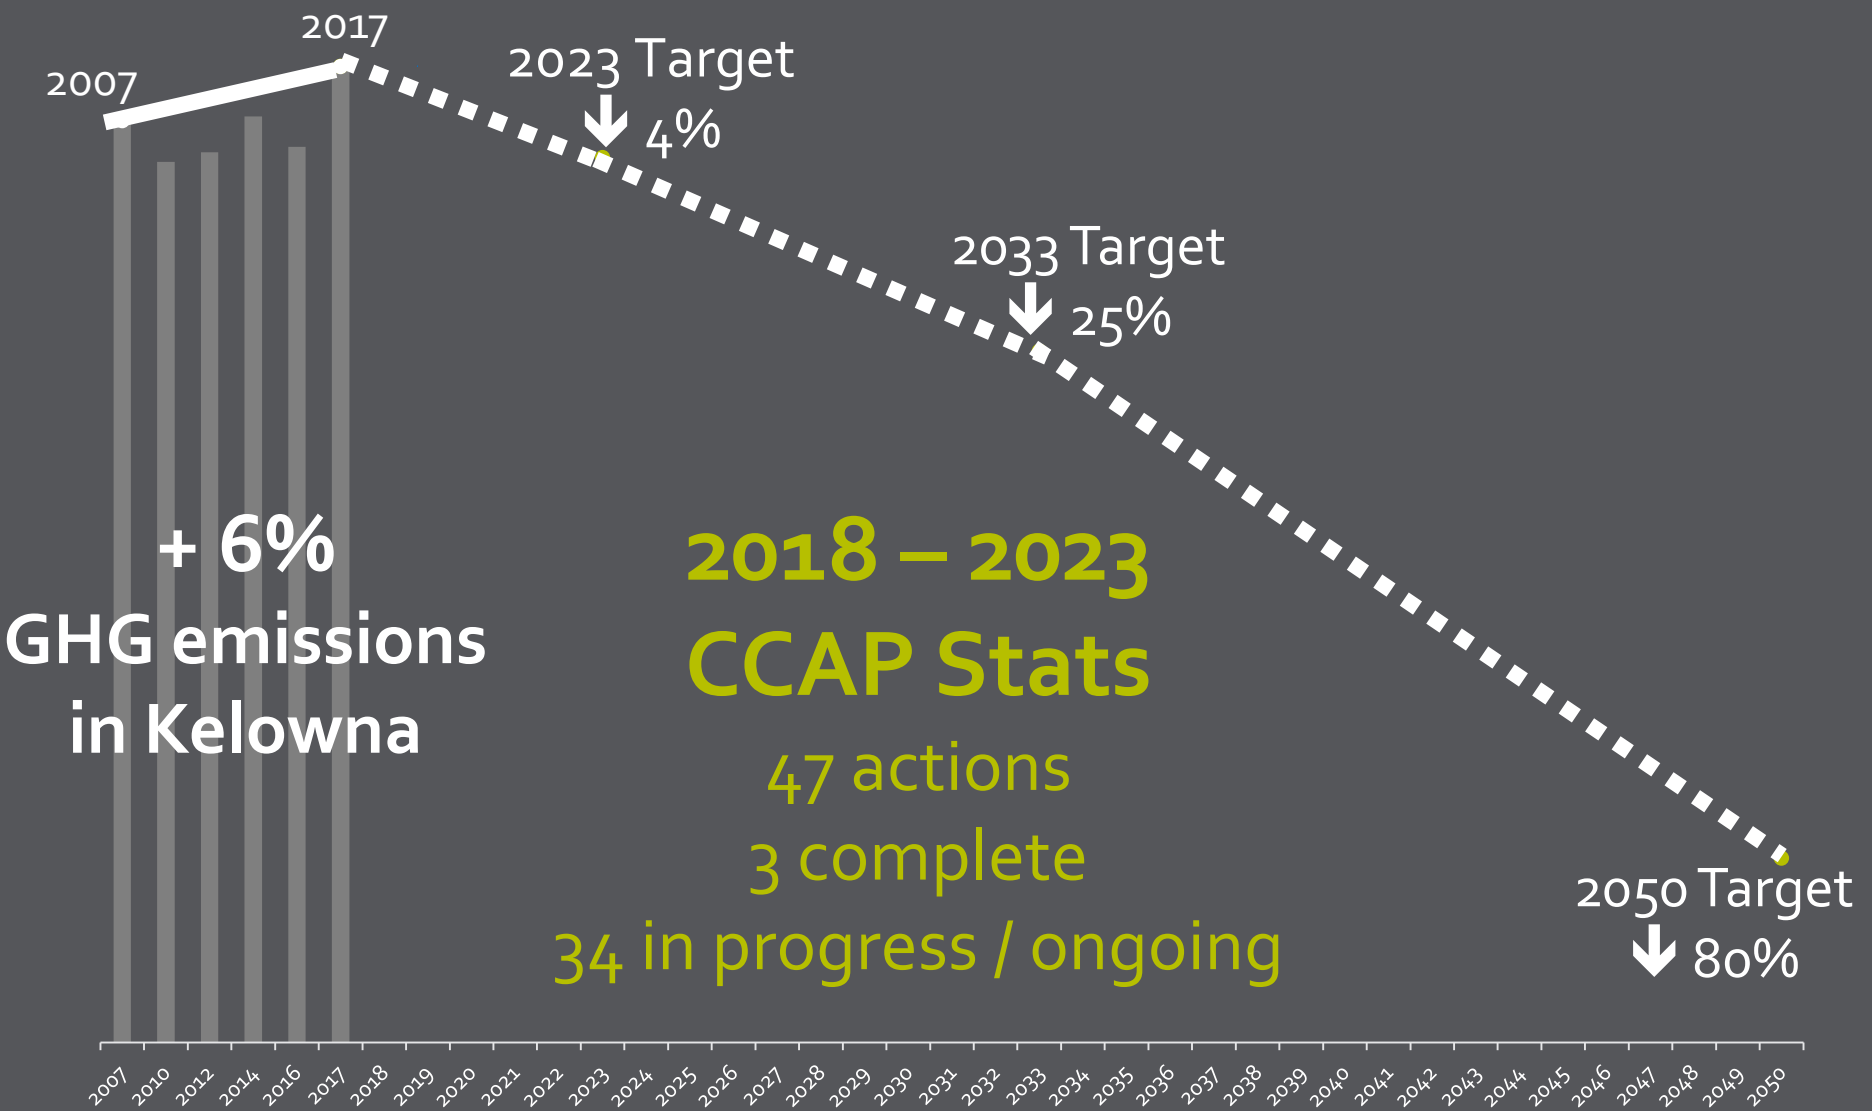 2007
2017
2023 Target
4%
2033 Target
25%
+ 6%
GHG emissions
in Kelowna
2018 – 2023
CCAP Stats
47 actions
3 complete
34 in progress / ongoing
2050 Target
80%
2007 2010 2012 2014 2016 2017 2018 2019 2020 2021 2022 2023 2024 2025 2026 2027 2028 2029 2030 2031 2032 2033 2034 2035 2036 2037 2038 2039 2040 2041 2042 2043 2044 2045 2046 2047 2048 2049 2050